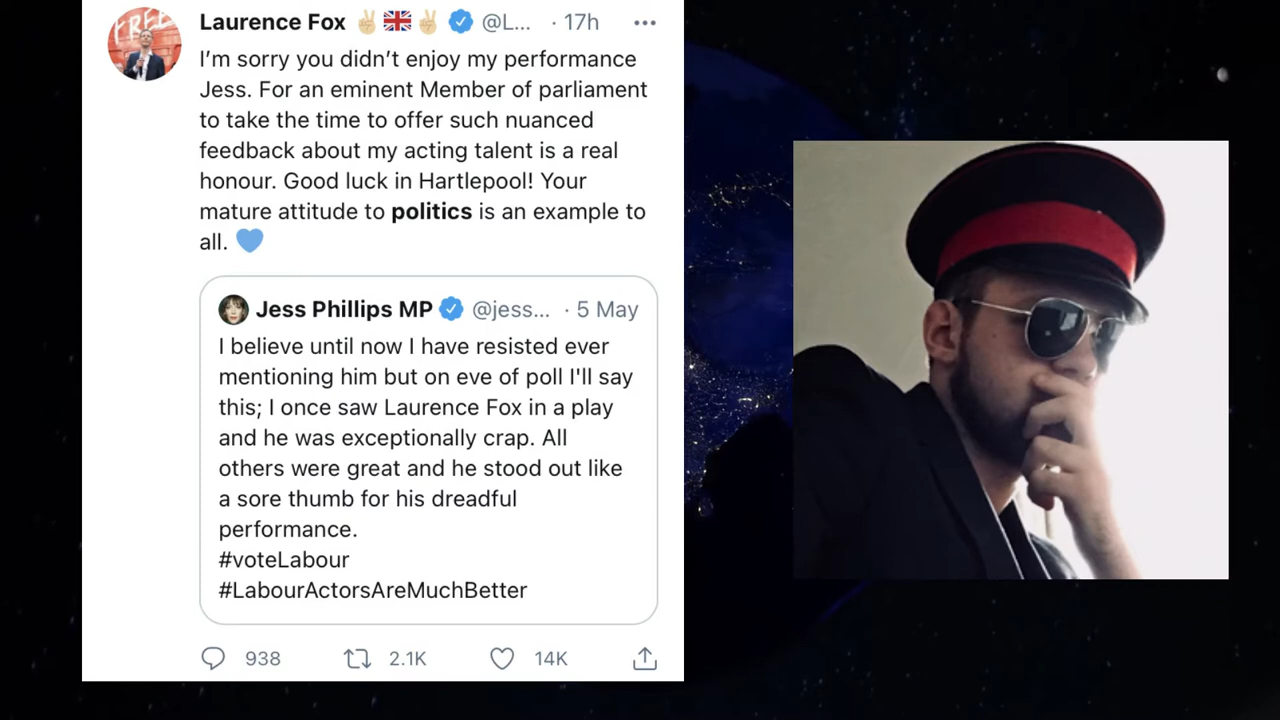 Laurence Fox ✌🏼🇬🇧✌🏼 @L... · 17h
I’m sorry you didn’t enjoy my performance
Jess. For an eminent Member of parliament
to take the time to offer such nuanced
feedback about my acting talent is a real
honour. Good luck in Hartlepool! Your
mature attitude to politics is an example to
all. 💙
Jess Phillips MP @jess... · 5 May
I believe until now I have resisted ever
mentioning him but on eve of poll I'll say
this; I once saw Laurence Fox in a play
and he was exceptionally crap. All
others were great and he stood out like
a sore thumb for his dreadful
performance.
#voteLabour
#LabourActorsAreMuchBetter
938 2.1K 14K